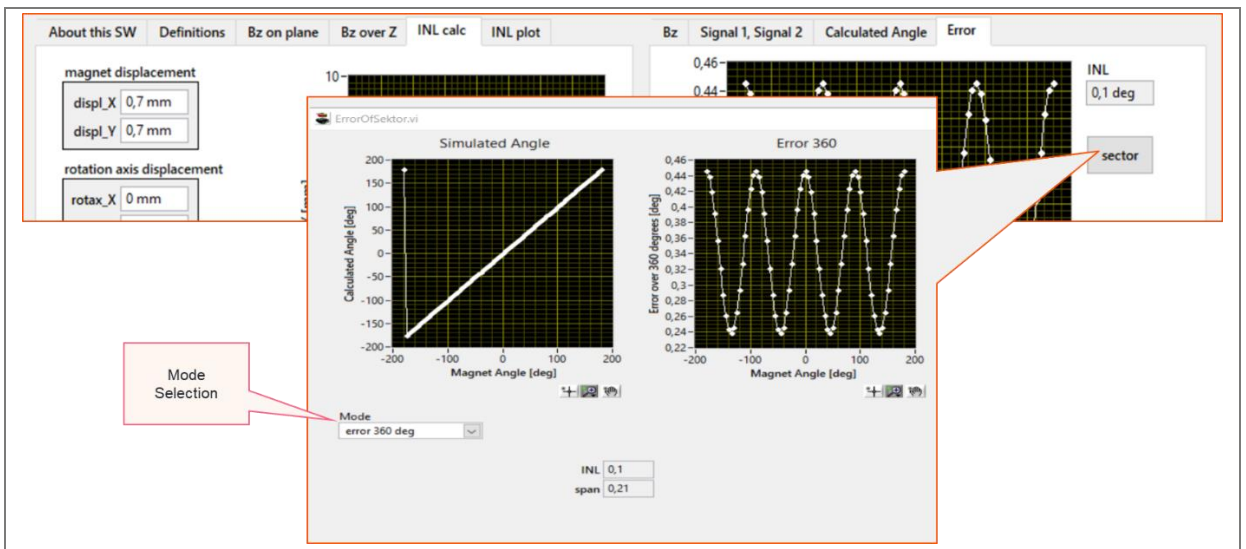 About this SW Definitions Bz on plane Bz over Z INL calc INL plot
magnet displacement
displ_X 0,7 mm
displ_Y 0,7 mm
rotation axis displacement
rotax_X 0 mm
10
Bz Signal 1, Signal 2 Calculated Angle Error
0,46
0,44
INL
0,1 deg
sector
ErrorOfSektor.vi
Simulated Angle
Calculated Angle [deg]
200
150
100
50
0
-50
-100
-150
-200
-200 -100 0 100 200
Magnet Angle [deg]
Error 360
Error over 360 degrees [deg]
0,46
0,44
0,42
0,4
0,38
0,36
0,34
0,32
0,3
0,28
0,26
0,24
0,22
-200 -100 0 100 200
Magnet Angle [deg]
Mode
Selection
Mode
error 360 deg
INL 0,1
span 0,21